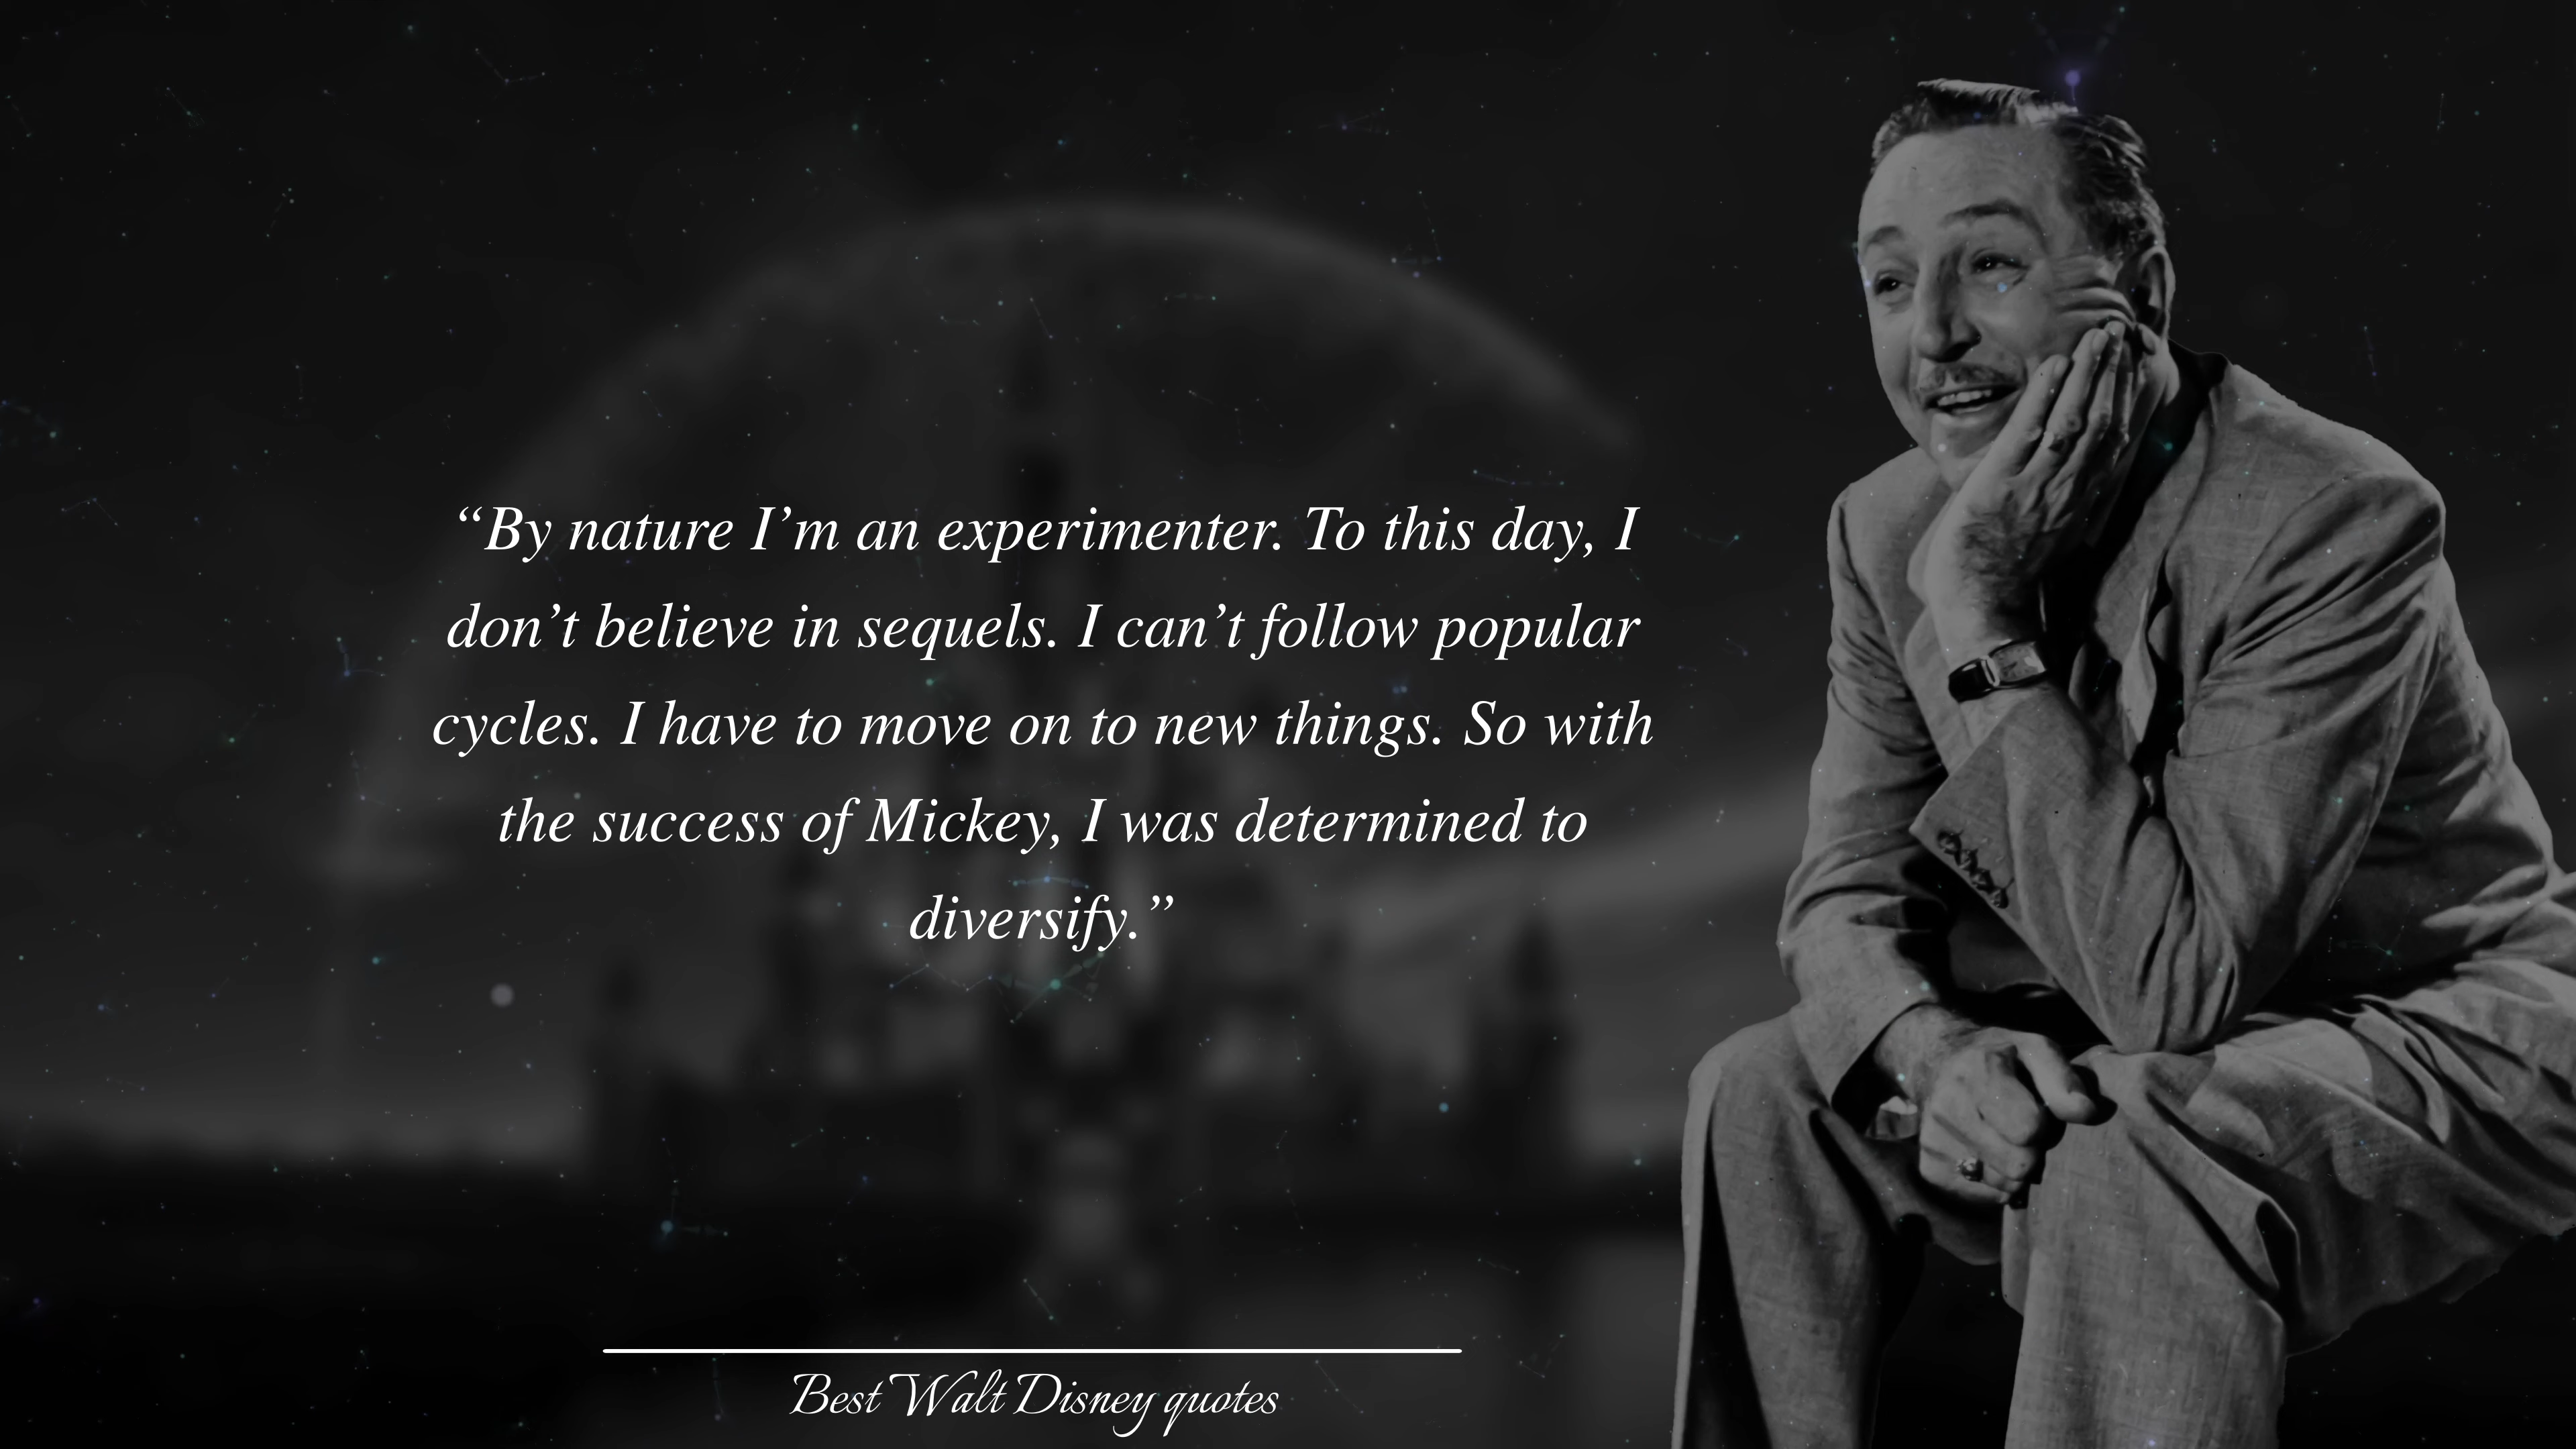 “By nature I’m an experimenter. To this day, I
don’t believe in sequels. I can’t follow popular
cycles. I have to move on to new things. So with
the success of Mickey, I was determined to
diversify.”
Best Walt Disney quotes